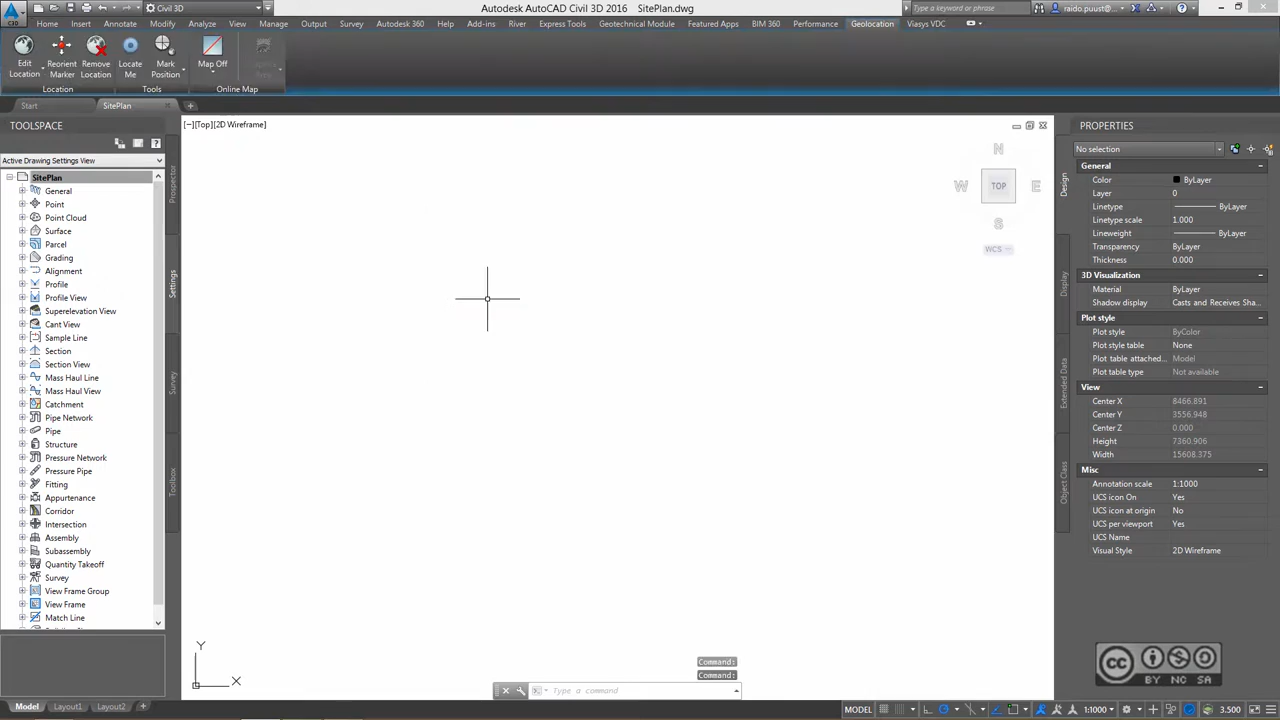 Civil 3D
Autodesk AutoCAD Civil 3D 2016 SitePlan.dwg
Type a keyword or phrase
raido.puust@...
Home Insert Annotate Modify Analyze View Manage Output Survey Autodesk 360 Help Add-ins River Express Tools Geotechnical Module Featured Apps BIM 360 Performance Geolocation Viasys VDC
Edit Location
Reorient Marker
Remove Location
Locate Me
Mark Position
Map Off
Location
Tools
Online Map
Start
SitePlan
TOOLSPACE
Active Drawing Settings View
SitePlan
General
Point
Point Cloud
Surface
Parcel
Grading
Alignment
Profile
Profile View
Superelevation View
Cant View
Sample Line
Section
Section View
Mass Haul Line
Mass Haul View
Catchment
Pipe Network
Pipe
Structure
Pressure Network
Pressure Pipe
Fitting
Appurtenance
Corridor
Intersection
Assembly
Subassembly
Quantity Takeoff
Survey
View Frame Group
View Frame
Match Line
Prospector
Settings
Survey
Toolbox
[−][Top][2D Wireframe]
N
W TOP E
S
WCS
Y
X
Command:
Command:
Type a command
PROPERTIES
No selection
Design
Display
Extended Data
Object Class
General
Color ByLayer
Layer 0
Linetype ByLayer
Linetype scale 1.000
Lineweight ByLayer
Transparency ByLayer
Thickness 0.000
3D Visualization
Material ByLayer
Shadow display Casts and Receives Sha...
Plot style
Plot style ByColor
Plot style table None
Plot table attached... Model
Plot table type Not available
View
Center X 8466.891
Center Y 3556.948
Center Z 0.000
Height 7360.906
Width 15608.375
Misc
Annotation scale 1:1000
UCS icon On Yes
UCS icon at origin No
UCS per viewport Yes
UCS Name
Visual Style 2D Wireframe
CC
BY NC SA
Model Layout1 Layout2 +
MODEL
1:1000
3.500